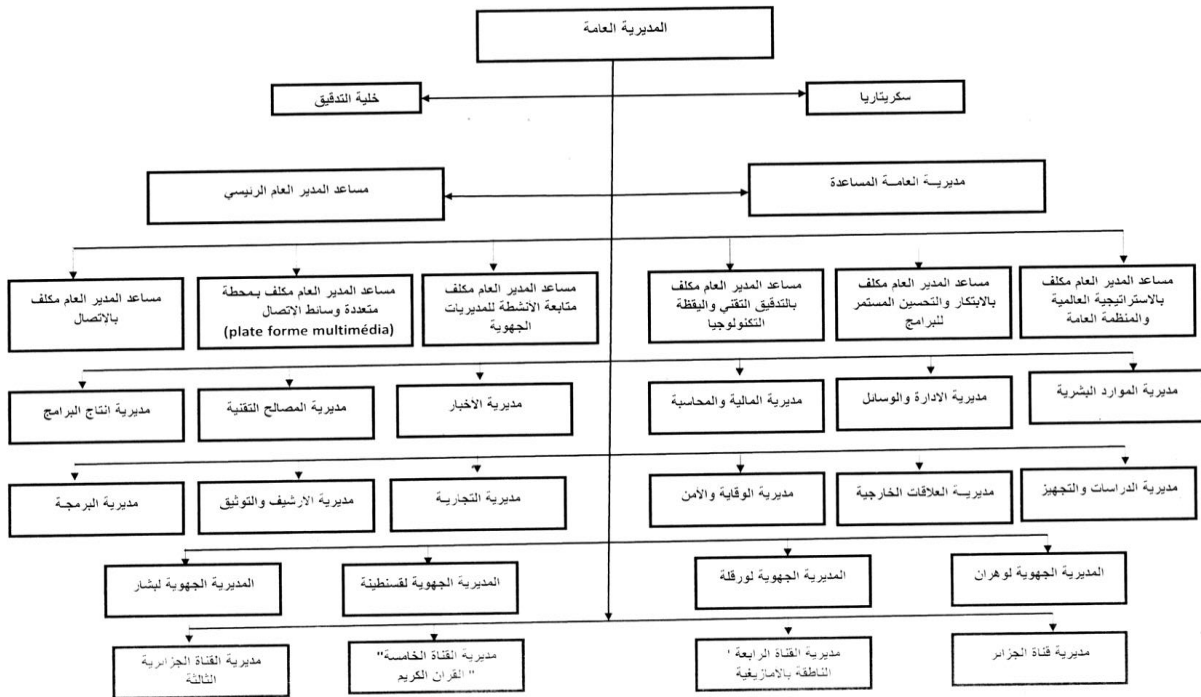 المديرية العامة
سكريتاريا
خلية التدقيق
مديريــة العامــة المساعدة
مساعد المدير العام الرئيسي
مساعد المدير العام مكلف
بالاستراتيجية العالمية
والمنظمة العامة
مساعد المدير العام مكلف
بالابتكار والتحسين المستمر
للبرامج
مساعد المدير العام مكلف
بالتدقيق التقني واليقظة
التكنولوجيا
مساعد المدير العام مكلف
متابعة الأنشطة للمديريات
الجهوية
مساعد المدير العام مكلف بـمحطة
متعددة وسائط الاتصال
(plate forme multimédia)
مساعد المدير العام مكلف
بالاتصال
مديرية الموارد البشرية
مديرية الادارة والوسائل
مديرية المالية والمحاسبة
مديرية الاخبار
مديرية المصالح التقنية
مديرية انتاج البرامج
مديرية الدراسات والتجهيز
مديريــة العلاقات الخارجية
مديرية الوقاية والأمن
مديرية التجارية
مديرية الارشيف والتوثيق
مديرية البرمجـة
المديرية الجهوية لوهران
المديرية الجهوية لورقلة
المديرية الجهوية لقسنطينة
المديرية الجهوية لبشار
مديرية قناة الجزائر
مديرية القناة الرابعة '
الناطقة بالامازيغية
مديرية القناة الخامسة"
" القران الكريم
مديرية القناة الجزائرية
الثالثة